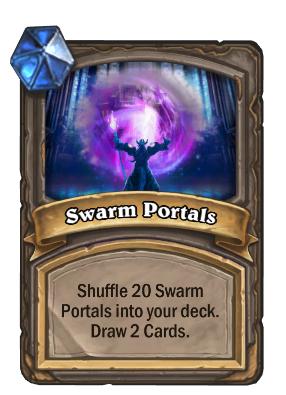 Swarm Portals
Shuffle 20 Swarm
Portals into your deck.
Draw 2 Cards.